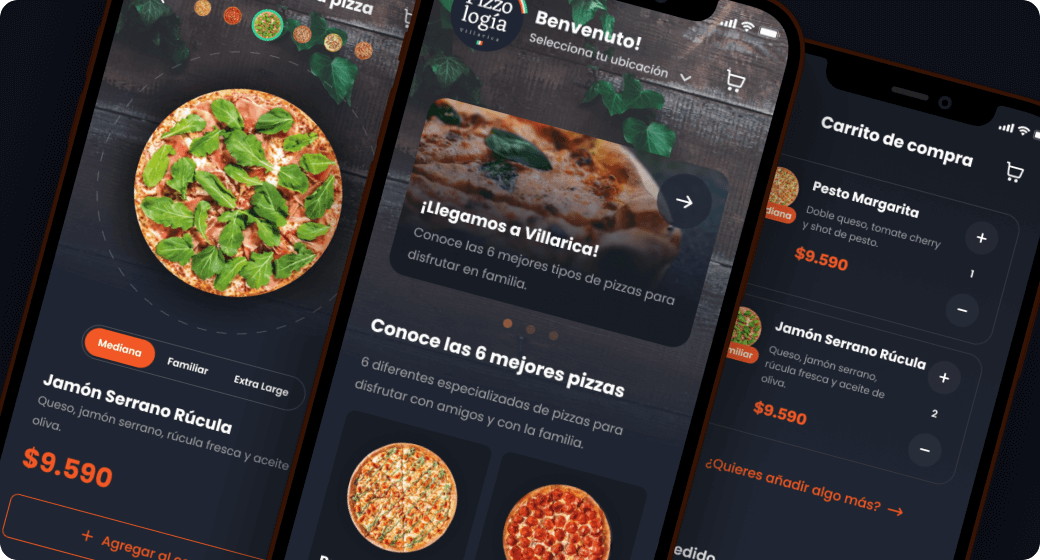 pizza
Mediana
Familiar
Extra Large
Jamón Serrano Rúcula
Queso, jamón serrano, rúcula fresca y aceite
oliva.
$9.590
+ Agregar al
Pizzo
logía
villarica
Benvenuto!
Selecciona tu ubicación
¡Llegamos a Villarica!
Conoce las 6 mejores tipos de pizzas para
disfrutar en familia.
Conoce las 6 mejores pizzas
6 diferentes especializadas de pizzas para
disfrutar con amigos y con la familia.
Carrito de compra
Pesto Margarita
Doble queso, tomate cherry
y shot de pesto.
diana
$9.590
+
1
−
Jamón Serrano Rúcula
Queso, jamón serrano,
rúcula fresca y aceite de
oliva.
miliar
$9.590
+
2
−
¿Quieres añadir algo más? →
edido